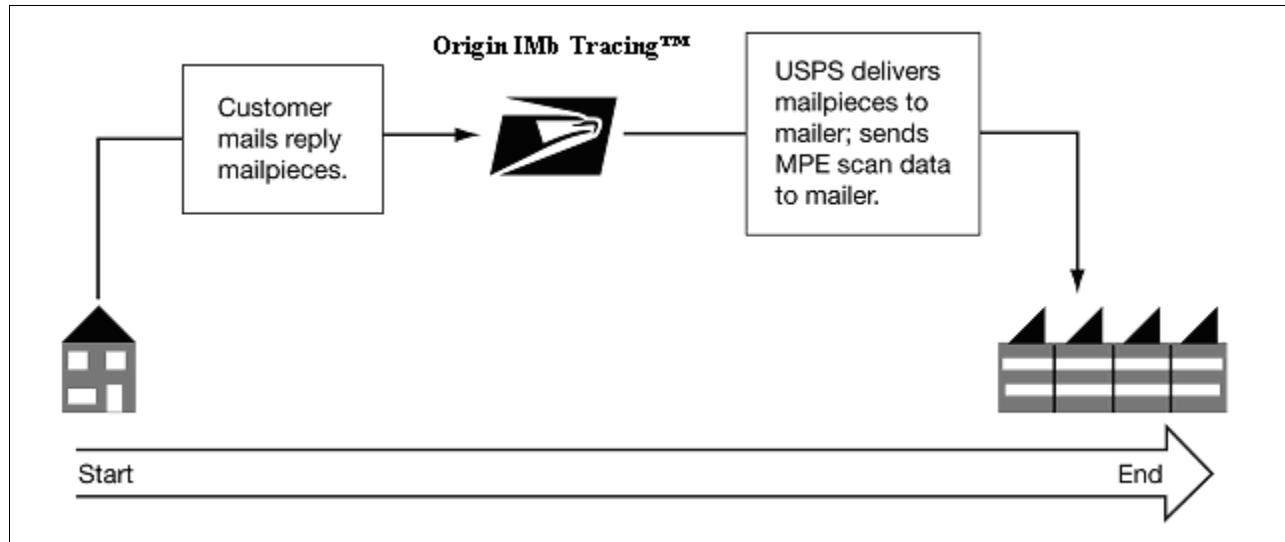 Origin IMb Tracing™
Customer
mails reply
mailpieces.
USPS delivers
mailpieces to
mailer; sends
MPE scan data
to mailer.
Start
End